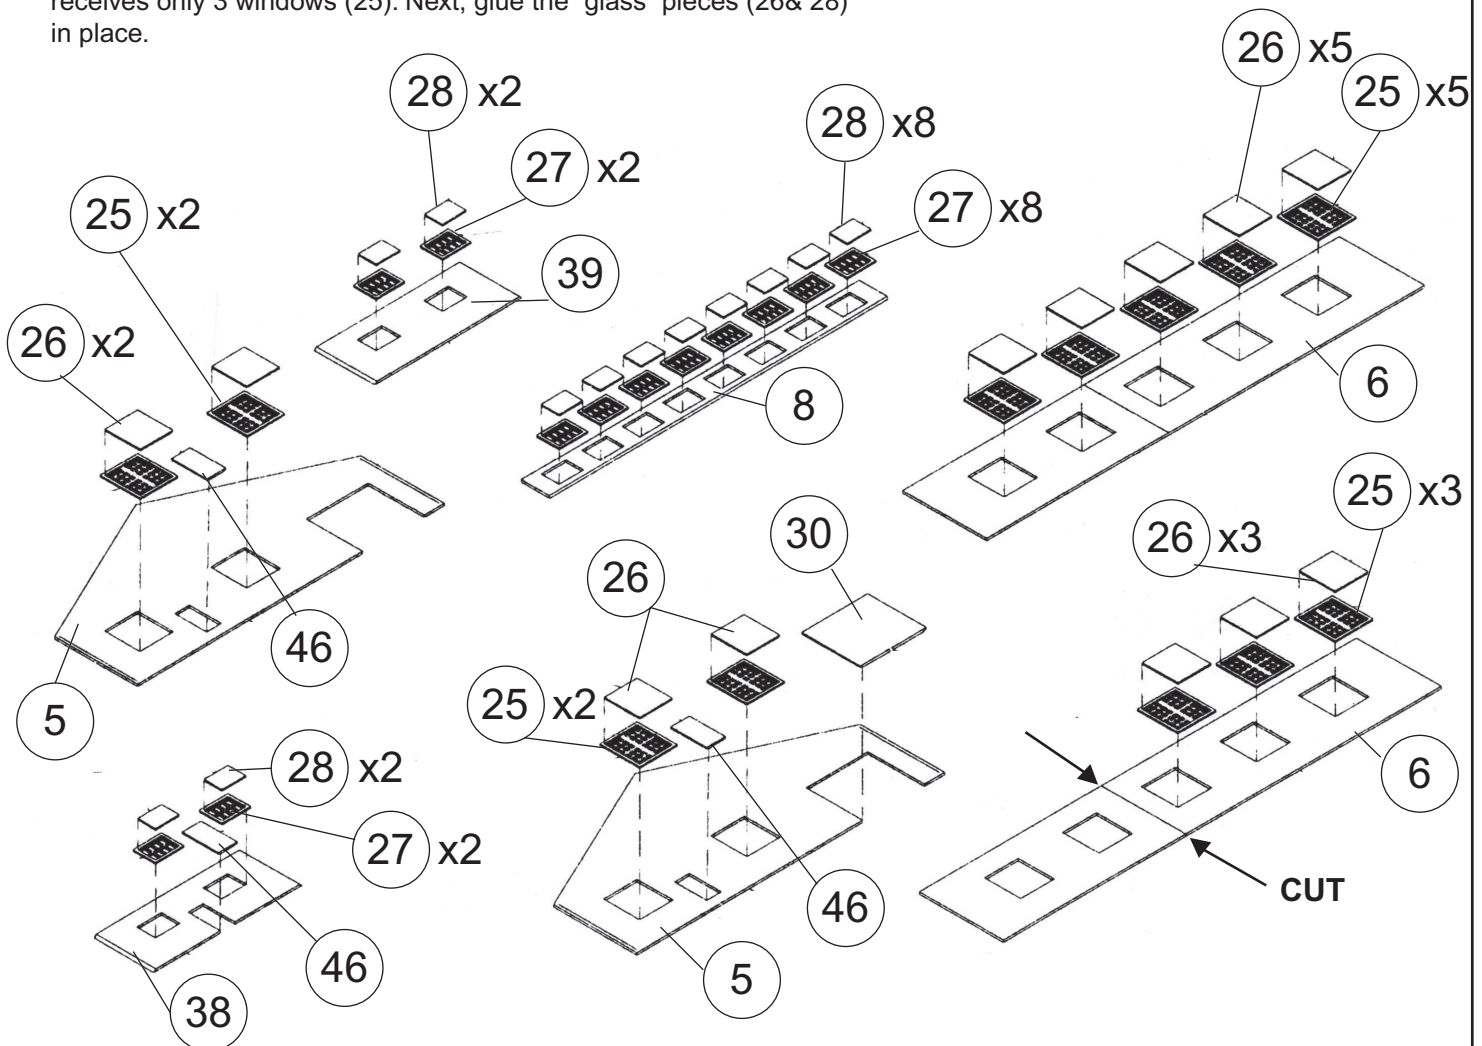 receives only 3 windows (25). Next, glue the "glass" pieces (26& 28)
in place.
26 x5
28 x2
25 x5
28 x8
27 x2
25 x2
27 x8
39
26 x2
6
8
25 x3
30
26 x3
26
46
25 x2
5
28 x2
6
27 x2
CUT
46
46
5
38